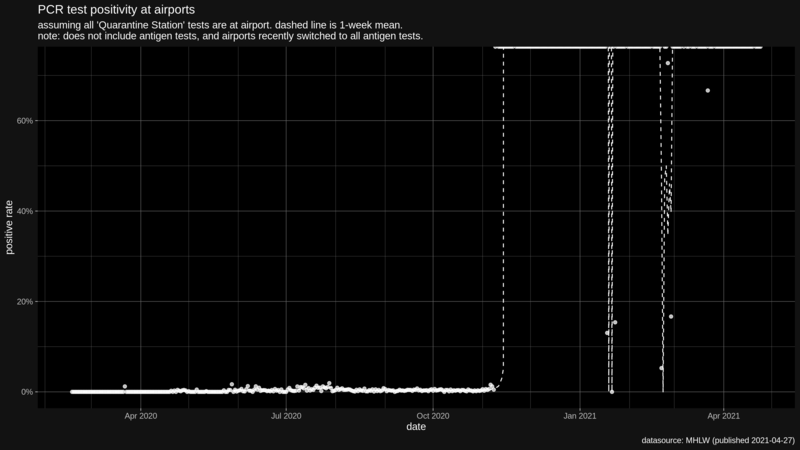 PCR test positivity at airports
assuming all 'Quarantine Station' tests are at airport. dashed line is 1-week mean.
note: does not include antigen tests, and airports recently switched to all antigen tests.
positive rate
60%
40%
20%
0%
Apr 2020
Jul 2020
Oct 2020
Jan 2021
Apr 2021
date
datasource: MHLW (published 2021-04-27)